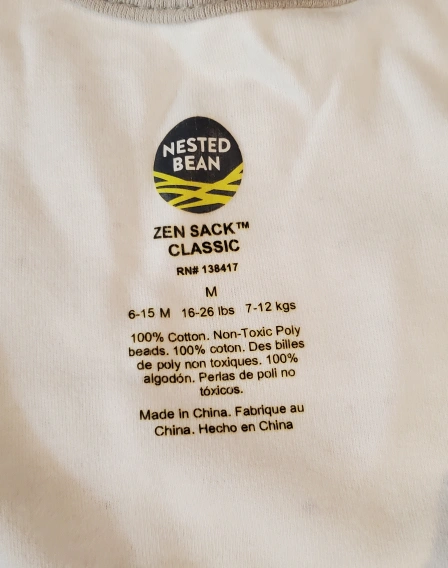 NESTED
BEAN
ZEN SACK™
CLASSIC
RN# 138417
M
6-15 M 16-26 lbs 7-12 kgs
100% Cotton. Non-Toxic Poly
beads. 100% coton. Des billes
de poly non toxiques. 100%
algodón. Perlas de poli no
tóxicos.
Made in China. Fabrique au
China. Hecho en China